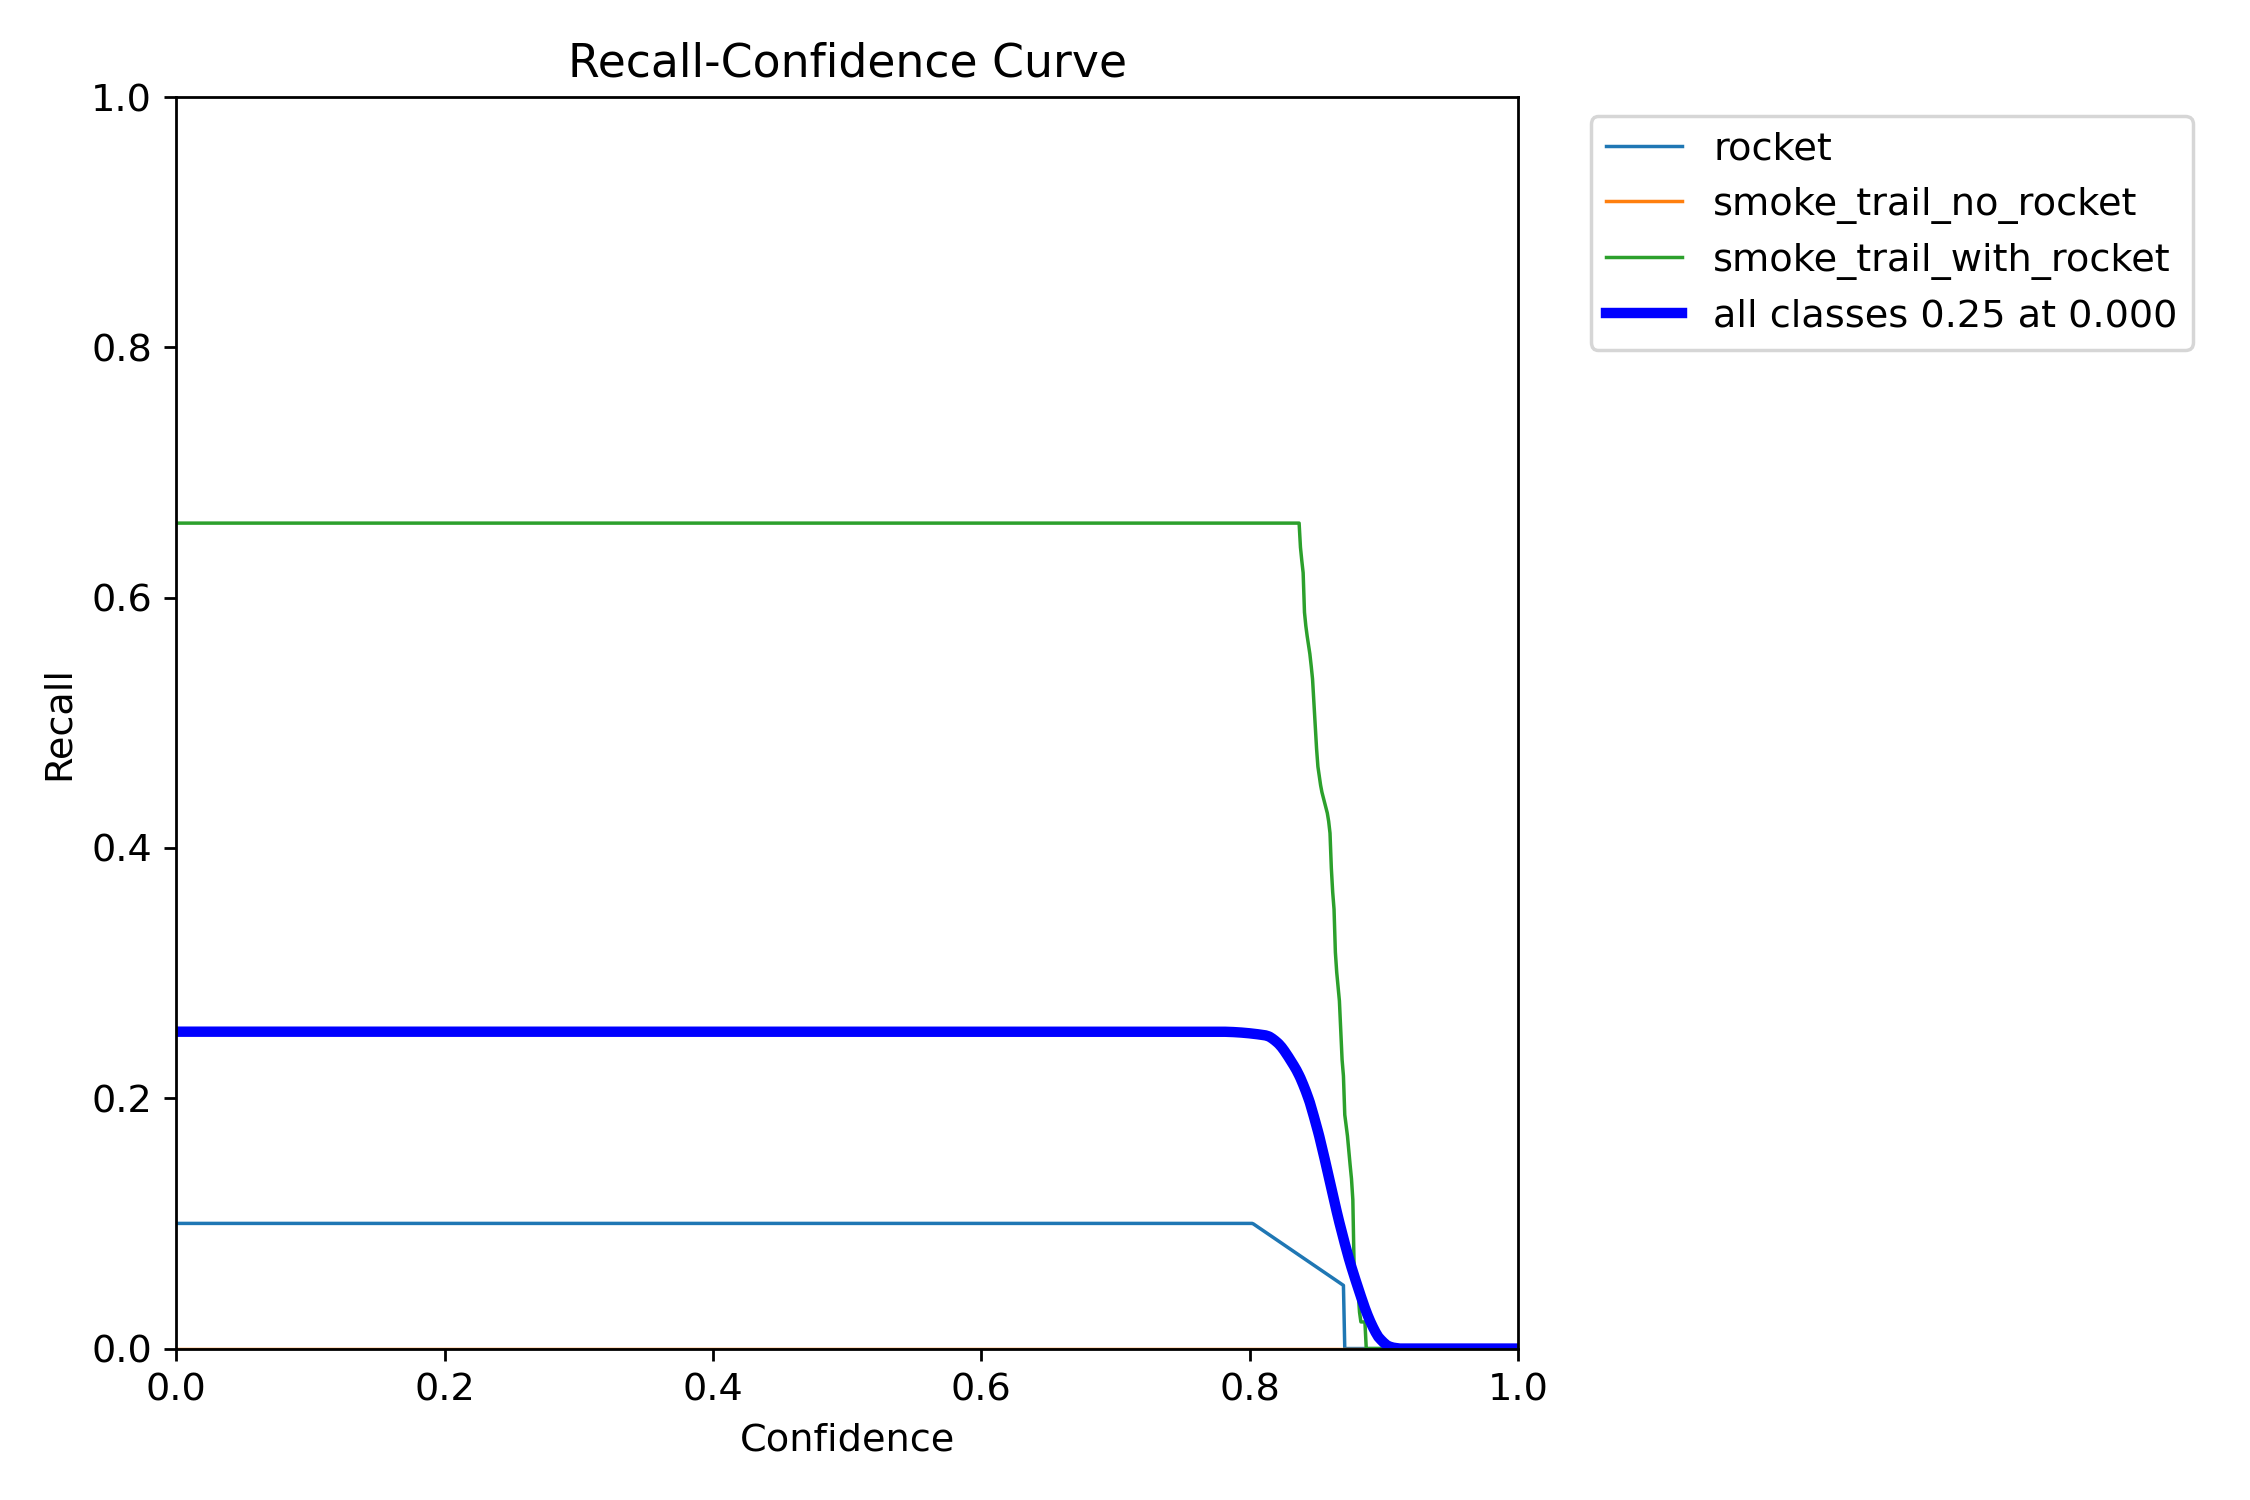 Recall-Confidence Curve
1.0
0.8
0.6
0.4
0.2
0.0
Recall
0.0 0.2 0.4 0.6 0.8 1.0
Confidence
rocket
smoke_trail_no_rocket
smoke_trail_with_rocket
all classes 0.25 at 0.000